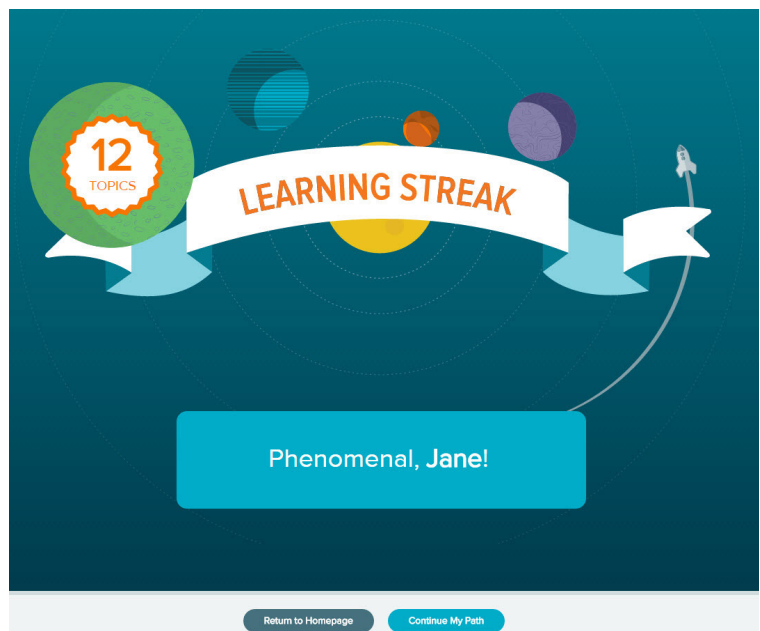 12
TOPICS
LEARNING STREAK
Phenomenal, Jane!
Return to Homepage
Continue My Path